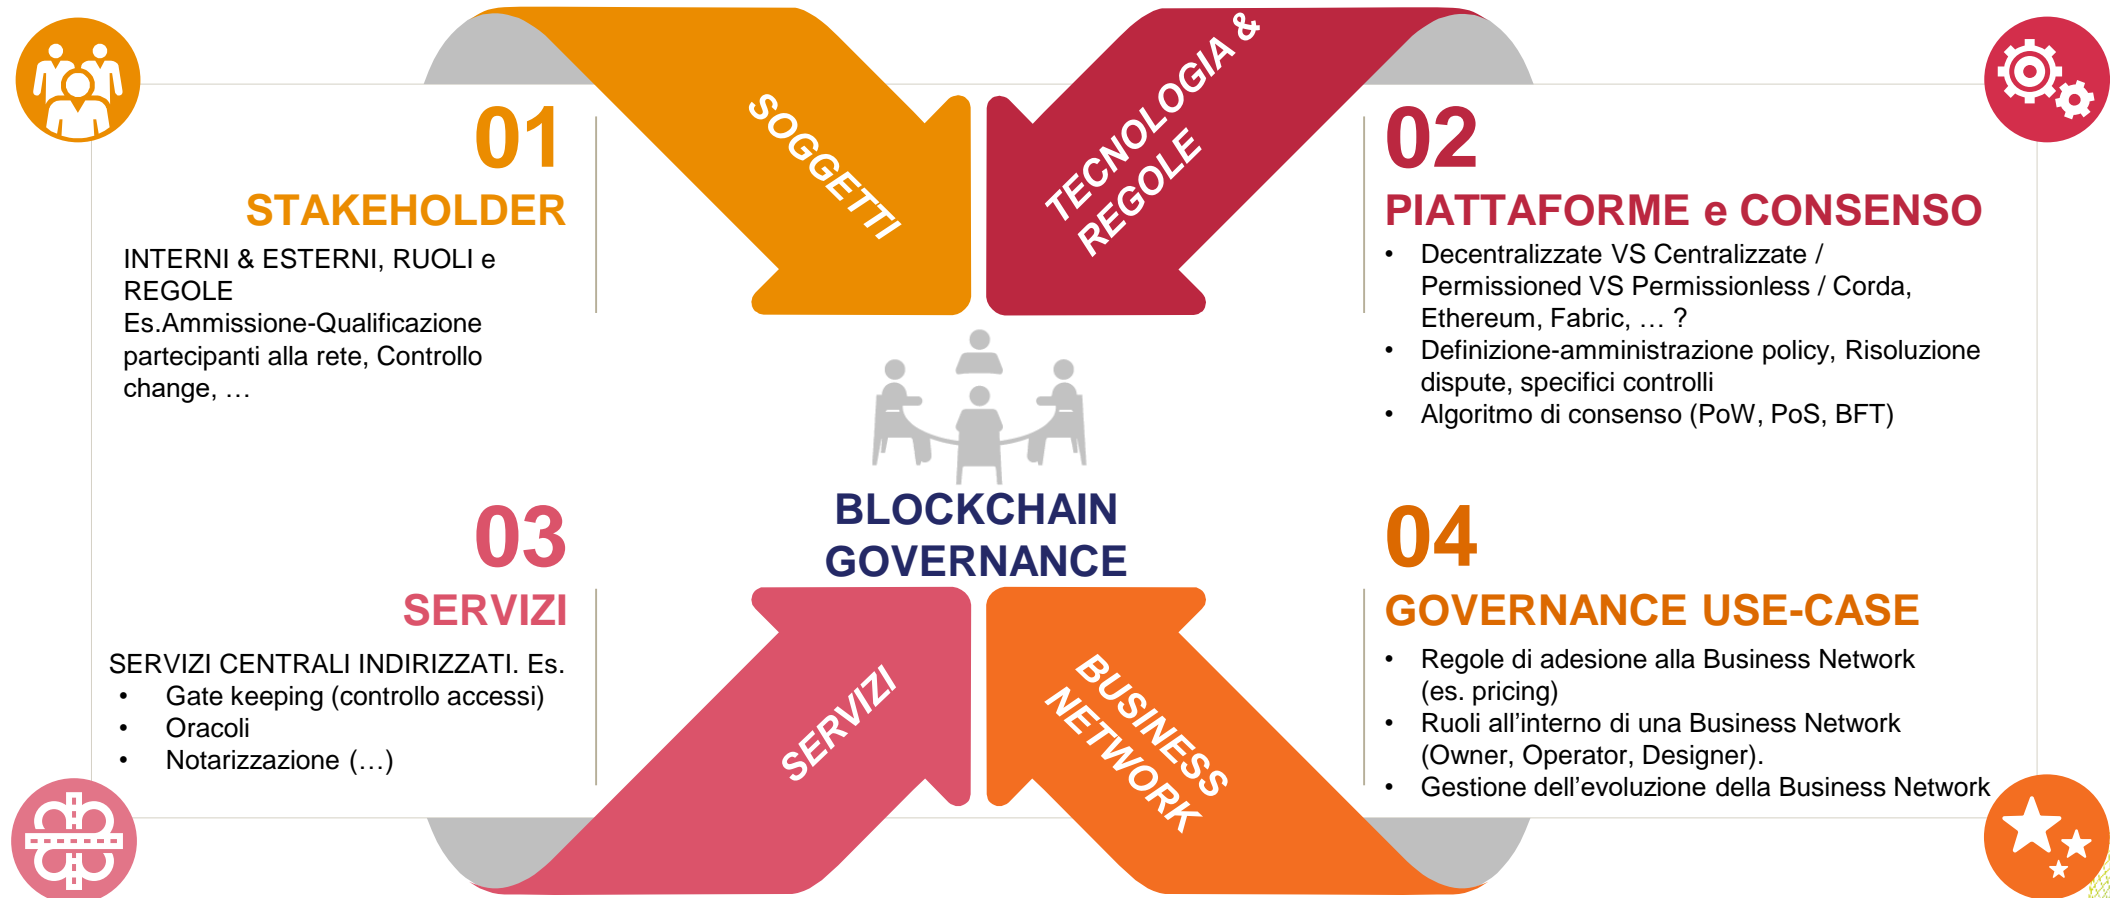 SOGGETTI
TECNOLOGIA &
REGOLE
01
STAKEHOLDER
INTERNI & ESTERNI, RUOLI e
REGOLE
Es.Ammissione-Qualificazione
partecipanti alla rete, Controllo
change, …
02
PIATTAFORME e CONSENSO
• Decentralizzate VS Centralizzate /
Permissioned VS Permissionless / Corda,
Ethereum, Fabric, … ?
• Definizione-amministrazione policy, Risoluzione
dispute, specifici controlli
• Algoritmo di consenso (PoW, PoS, BFT)
BLOCKCHAIN
GOVERNANCE
03
SERVIZI
SERVIZI CENTRALI INDIRIZZATI. Es.
• Gate keeping (controllo accessi)
• Oracoli
• Notarizzazione (…)
SERVIZI
BUSINESS
NETWORK
04
GOVERNANCE USE-CASE
• Regole di adesione alla Business Network
(es. pricing)
• Ruoli all’interno di una Business Network
(Owner, Operator, Designer).
• Gestione dell’evoluzione della Business Network